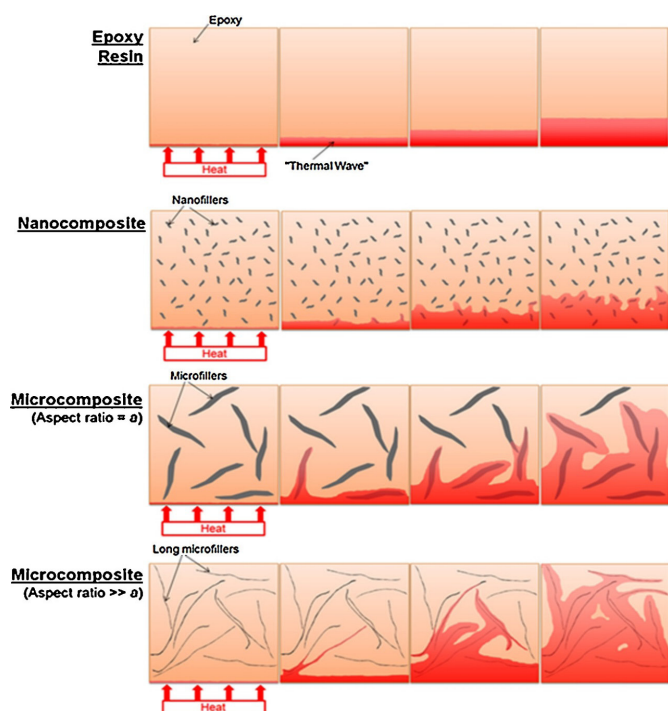 Epoxy
Epoxy
Resin
Heat
"Thermal Wave"
Nanofillers
Nanocomposite
Heat
Microfillers
Microcomposite
(Aspect ratio = a)
Heat
Long microfillers
Microcomposite
(Aspect ratio >> a)
Heat